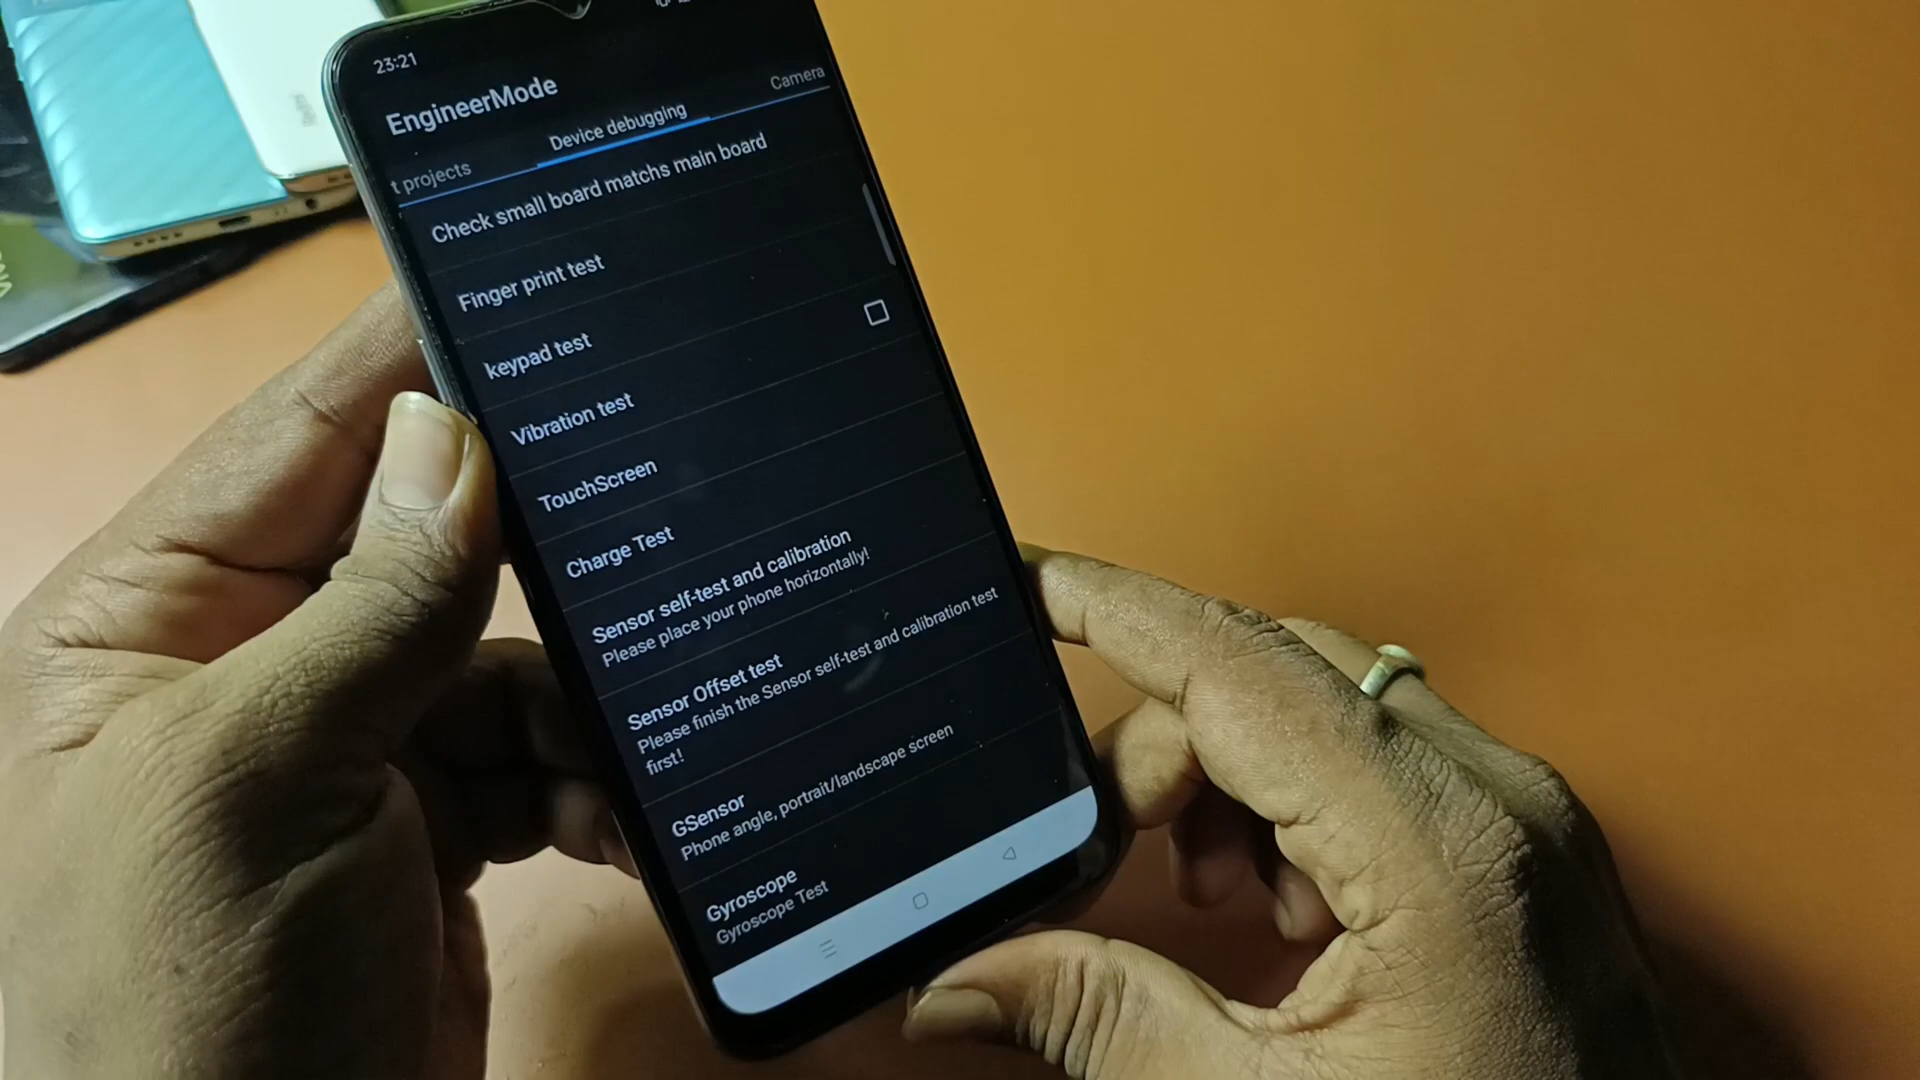 23:21
EngineerMode
t projects
Device debugging
Camera
Check small board matchs main board
Finger print test
keypad test
Vibration test
TouchScreen
Charge Test
Sensor self-test and calibration
Please place your phone horizontally!
Sensor Offset test
Please finish the Sensor self-test and calibration test
first!
GSensor
Phone angle, portrait/landscape screen
Gyroscope
Gyroscope Test